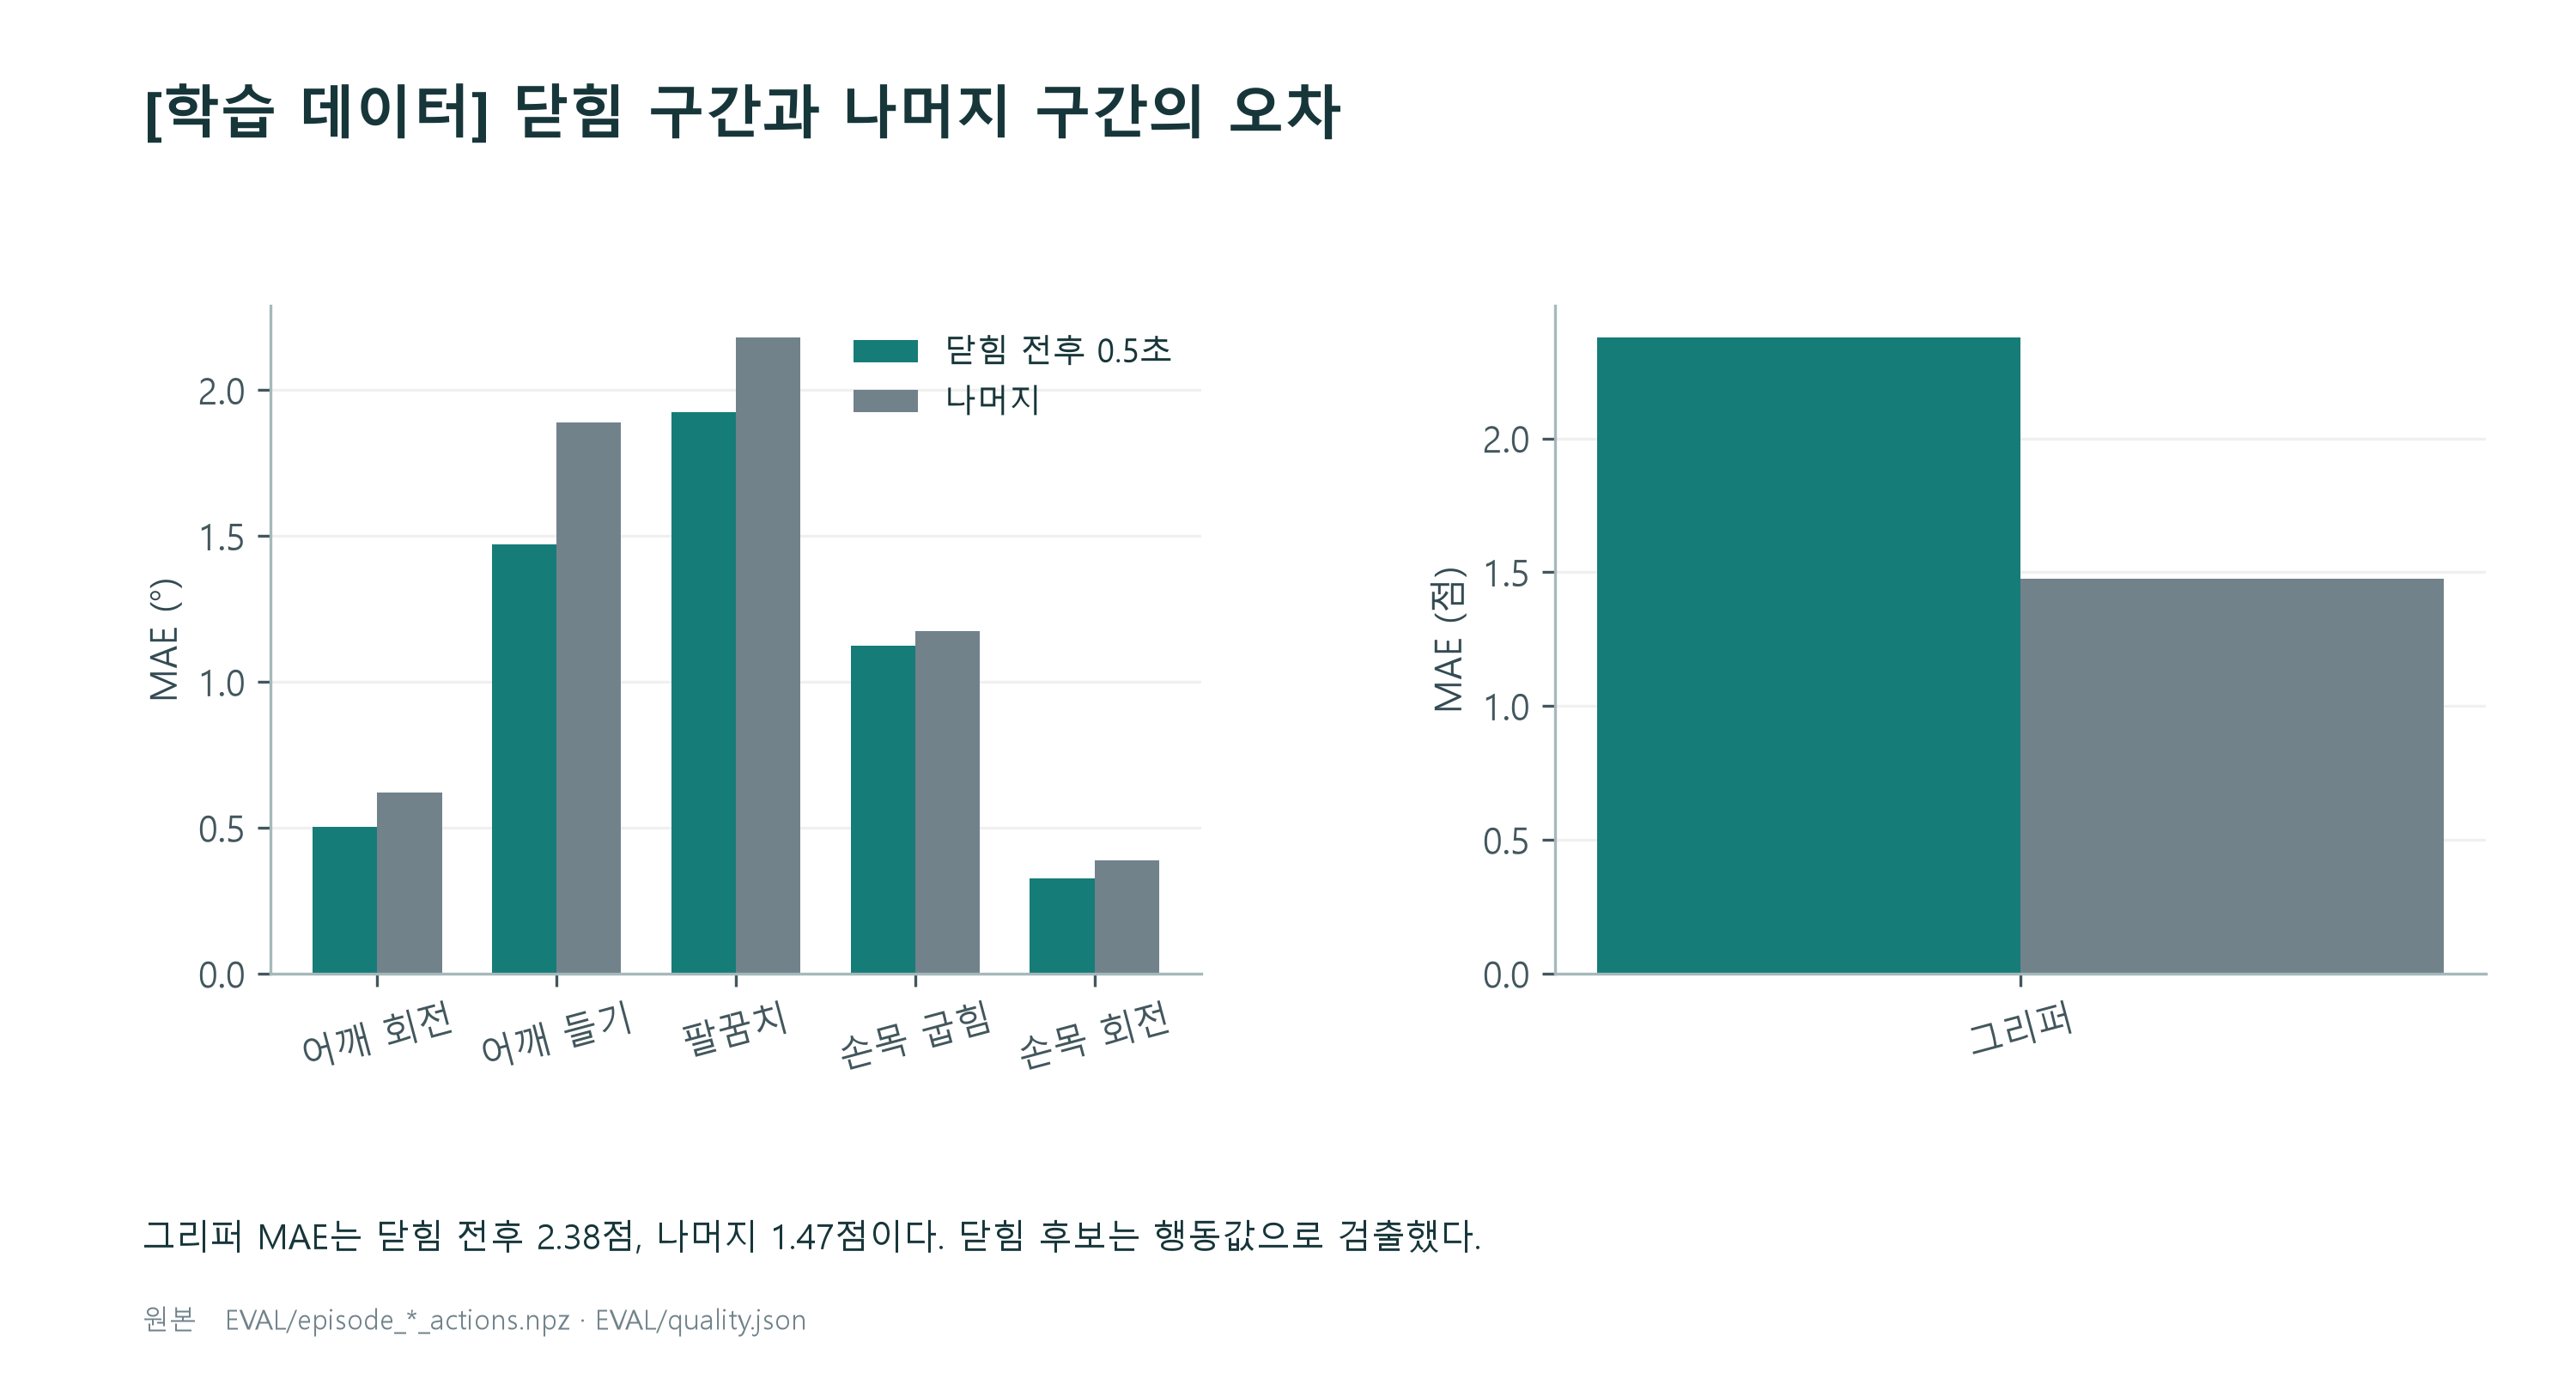 [학습 데이터] 닫힘 구간과 나머지 구간의 오차
닫힘 전후 0.5초
나머지
MAE (°)
2.0
1.5
1.0
0.5
0.0
어깨 회전
어깨 들기
팔꿈치
손목 굽힘
손목 회전
MAE (점)
2.0
1.5
1.0
0.5
0.0
그리퍼
그리퍼 MAE는 닫힘 전후 2.38점, 나머지 1.47점이다. 닫힘 후보는 행동값으로 검출했다.
원본 EVAL/episode_*_actions.npz · EVAL/quality.json